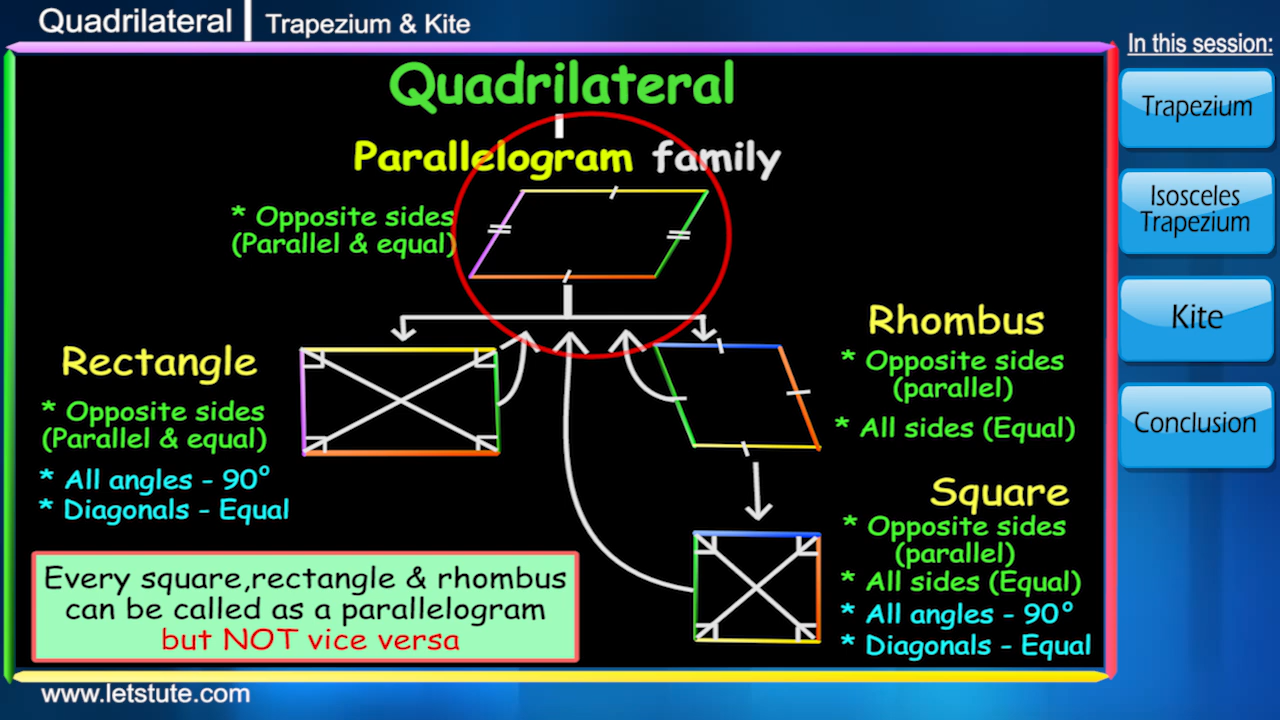 Quadrilateral | Trapezium & Kite
In this session:
Trapezium
Isosceles
Trapezium
Kite
Conclusion
Quadrilateral
Parallelogram family
* Opposite sides
(Parallel & equal)
Rectangle
* Opposite sides
(Parallel & equal)
* All angles - 90°
* Diagonals - Equal
Rhombus
* Opposite sides
(parallel)
* All sides (Equal)
Square
* Opposite sides
(parallel)
* All sides (Equal)
* All angles - 90°
* Diagonals - Equal
Every square,rectangle & rhombus
can be called as a parallelogram
but NOT vice versa
www.letstute.com